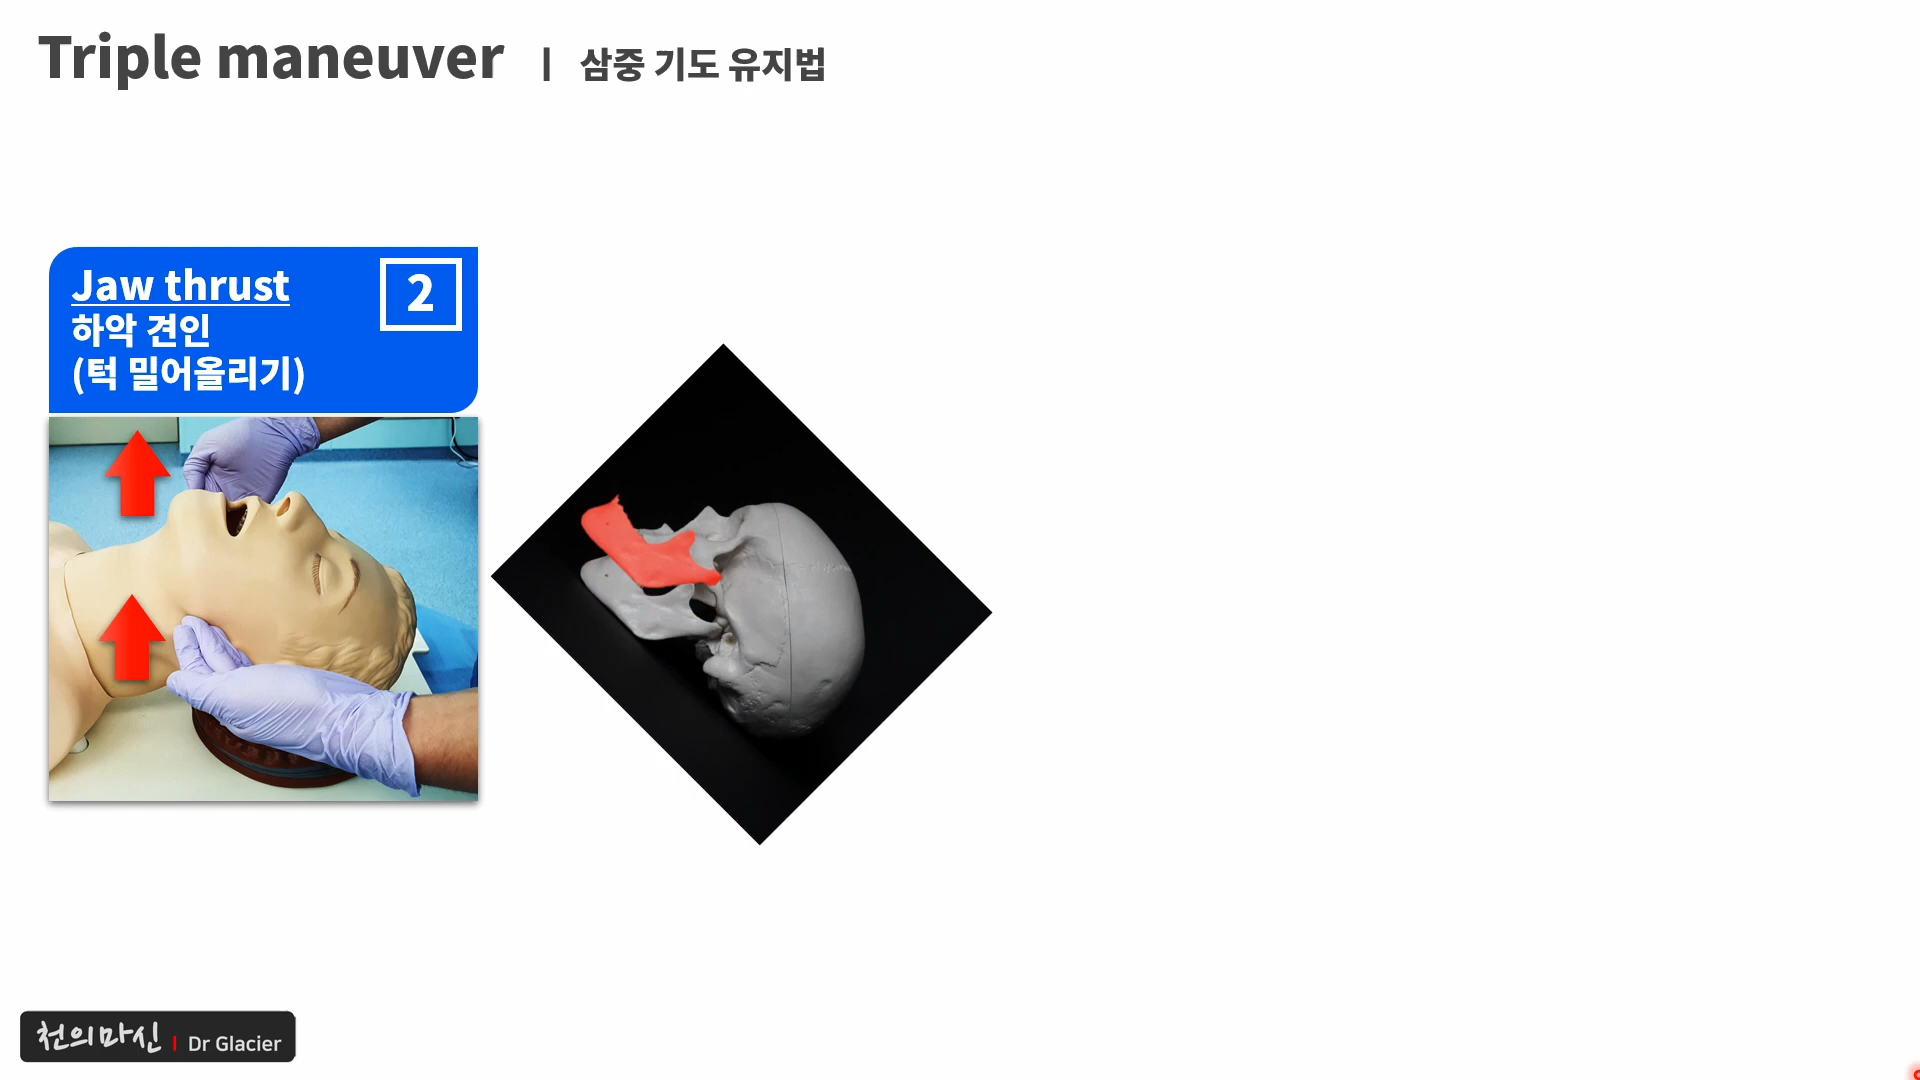 Triple maneuver | 삼중 기도 유지법
Jaw thrust
2
하악 견인
(턱 밀어올리기)
천의마신 | Dr Glacier